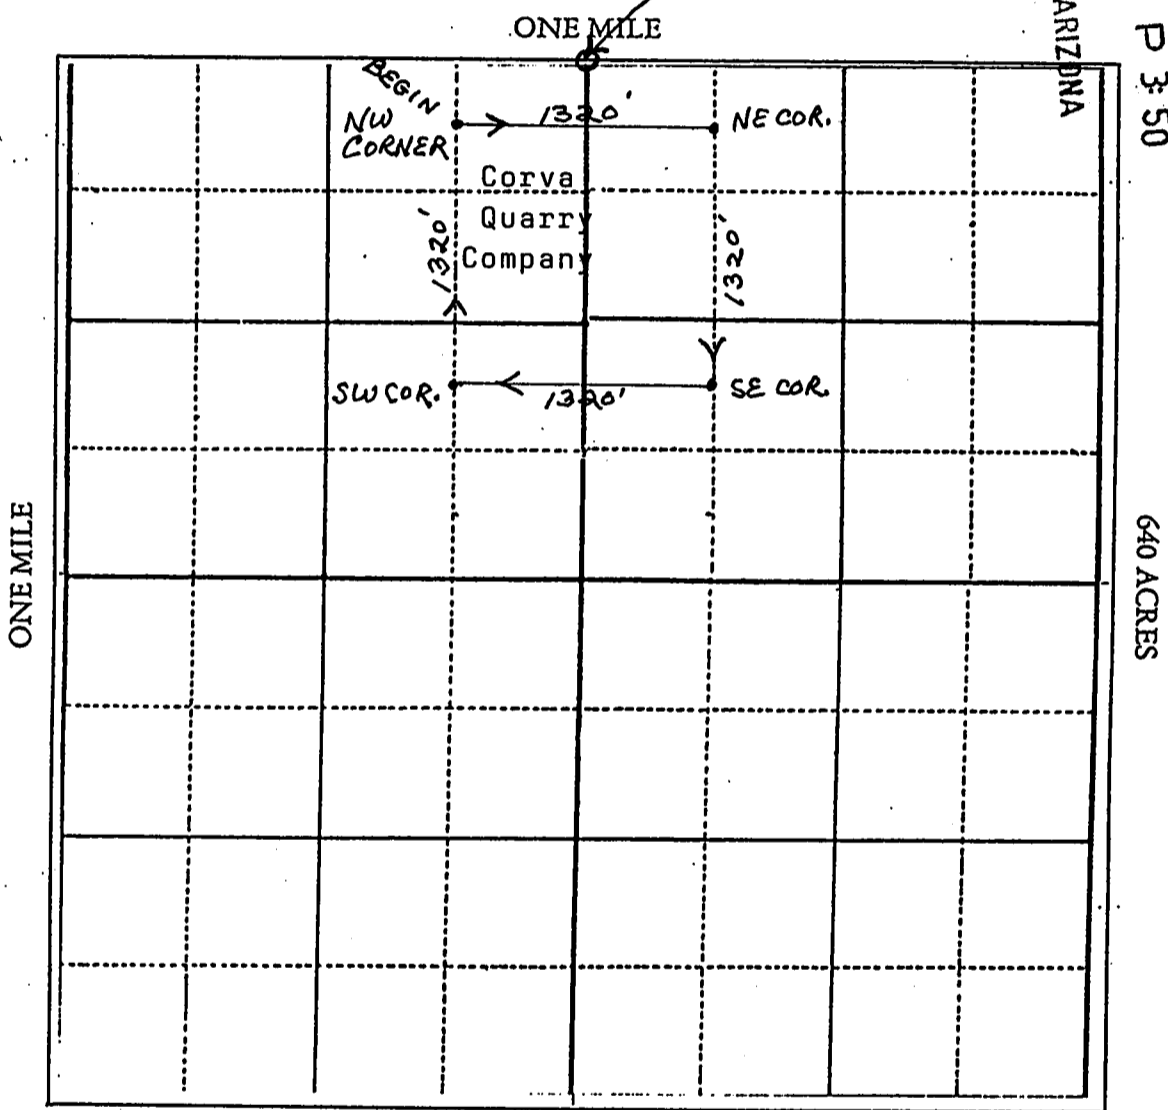 ONE MILE
ARIZONA
P 3:50
BEGIN
NW
CORNER
1320'
NE COR.
Corva
Quarry
Company
1320'
1320'
SW COR.
1320'
SE COR.
ONE MILE
640 ACRES